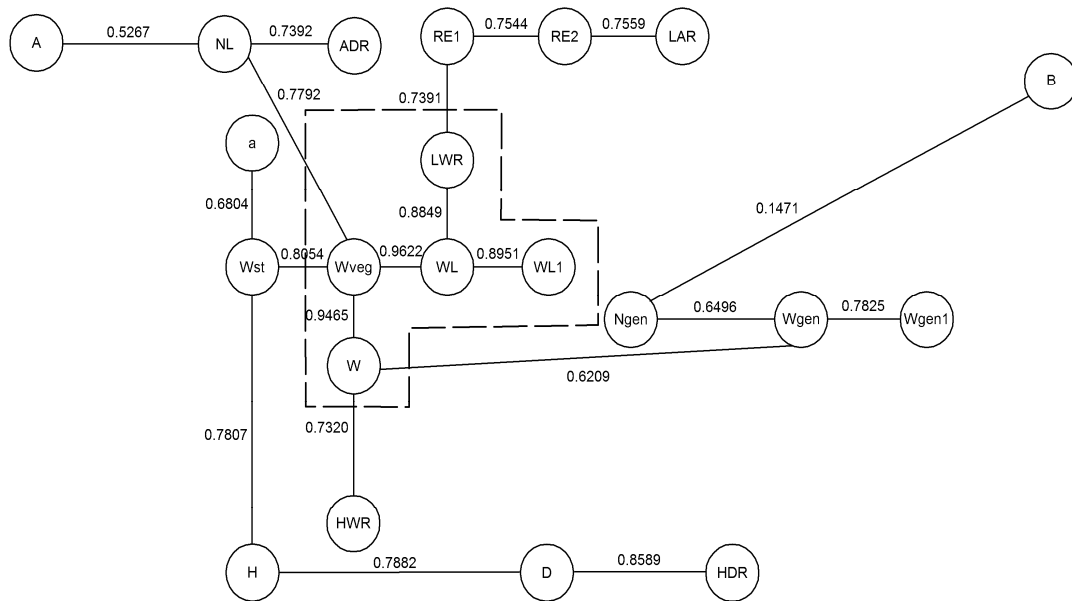 RE1 0.7544 RE2 0.7559 LAR
A 0.5267 NL 0.7392 ADR
B
0.7792
0.7391
a
LWR
0.6804
0.8849
0.1471
Wst 0.8054 Wveg 0.9622 WL 0.8951 WL1
0.9465
Ngen 0.6496 Wgen 0.7825 Wgen1
W
0.6209
0.7807
0.7320
HWR
H 0.7882 D 0.8589 HDR